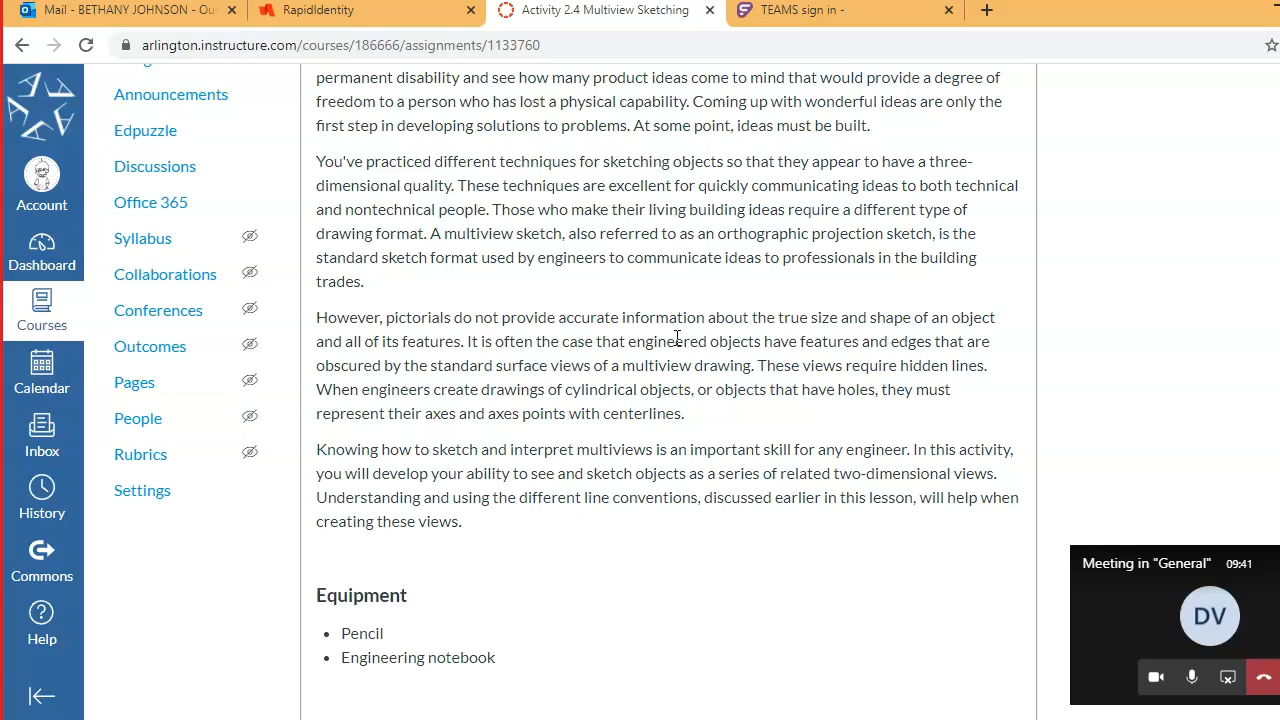 Mail - BETHANY JOHNSON - Ou
RapidIdentity
Activity 2.4 Multiview Sketching
TEAMS sign in -
arlington.instructure.com/courses/186666/assignments/1133760
Account
Dashboard
Courses
Calendar
Inbox
History
Commons
Help
Announcements
Edpuzzle
Discussions
Office 365
Syllabus
Collaborations
Conferences
Outcomes
Pages
People
Rubrics
Settings
permanent disability and see how many product ideas come to mind that would provide a degree of
freedom to a person who has lost a physical capability. Coming up with wonderful ideas are only the
first step in developing solutions to problems. At some point, ideas must be built.
You've practiced different techniques for sketching objects so that they appear to have a three-
dimensional quality. These techniques are excellent for quickly communicating ideas to both technical
and nontechnical people. Those who make their living building ideas require a different type of
drawing format. A multiview sketch, also referred to as an orthographic projection sketch, is the
standard sketch format used by engineers to communicate ideas to professionals in the building
trades.
However, pictorials do not provide accurate information about the true size and shape of an object
and all of its features. It is often the case that engineered objects have features and edges that are
obscured by the standard surface views of a multiview drawing. These views require hidden lines.
When engineers create drawings of cylindrical objects, or objects that have holes, they must
represent their axes and axes points with centerlines.
Knowing how to sketch and interpret multiviews is an important skill for any engineer. In this activity,
you will develop your ability to see and sketch objects as a series of related two-dimensional views.
Understanding and using the different line conventions, discussed earlier in this lesson, will help when
creating these views.
Equipment
• Pencil
• Engineering notebook
Meeting in "General" 09:41
DV